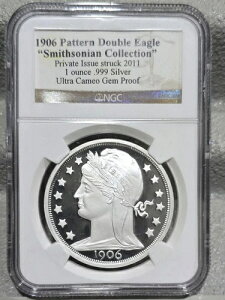 1906 Pattern Double Eagle
"Smithsonian Collection"
Private Issue struck 2011
1 ounce .999 Silver
Ultra Cameo Gem Proof
NGC
1906